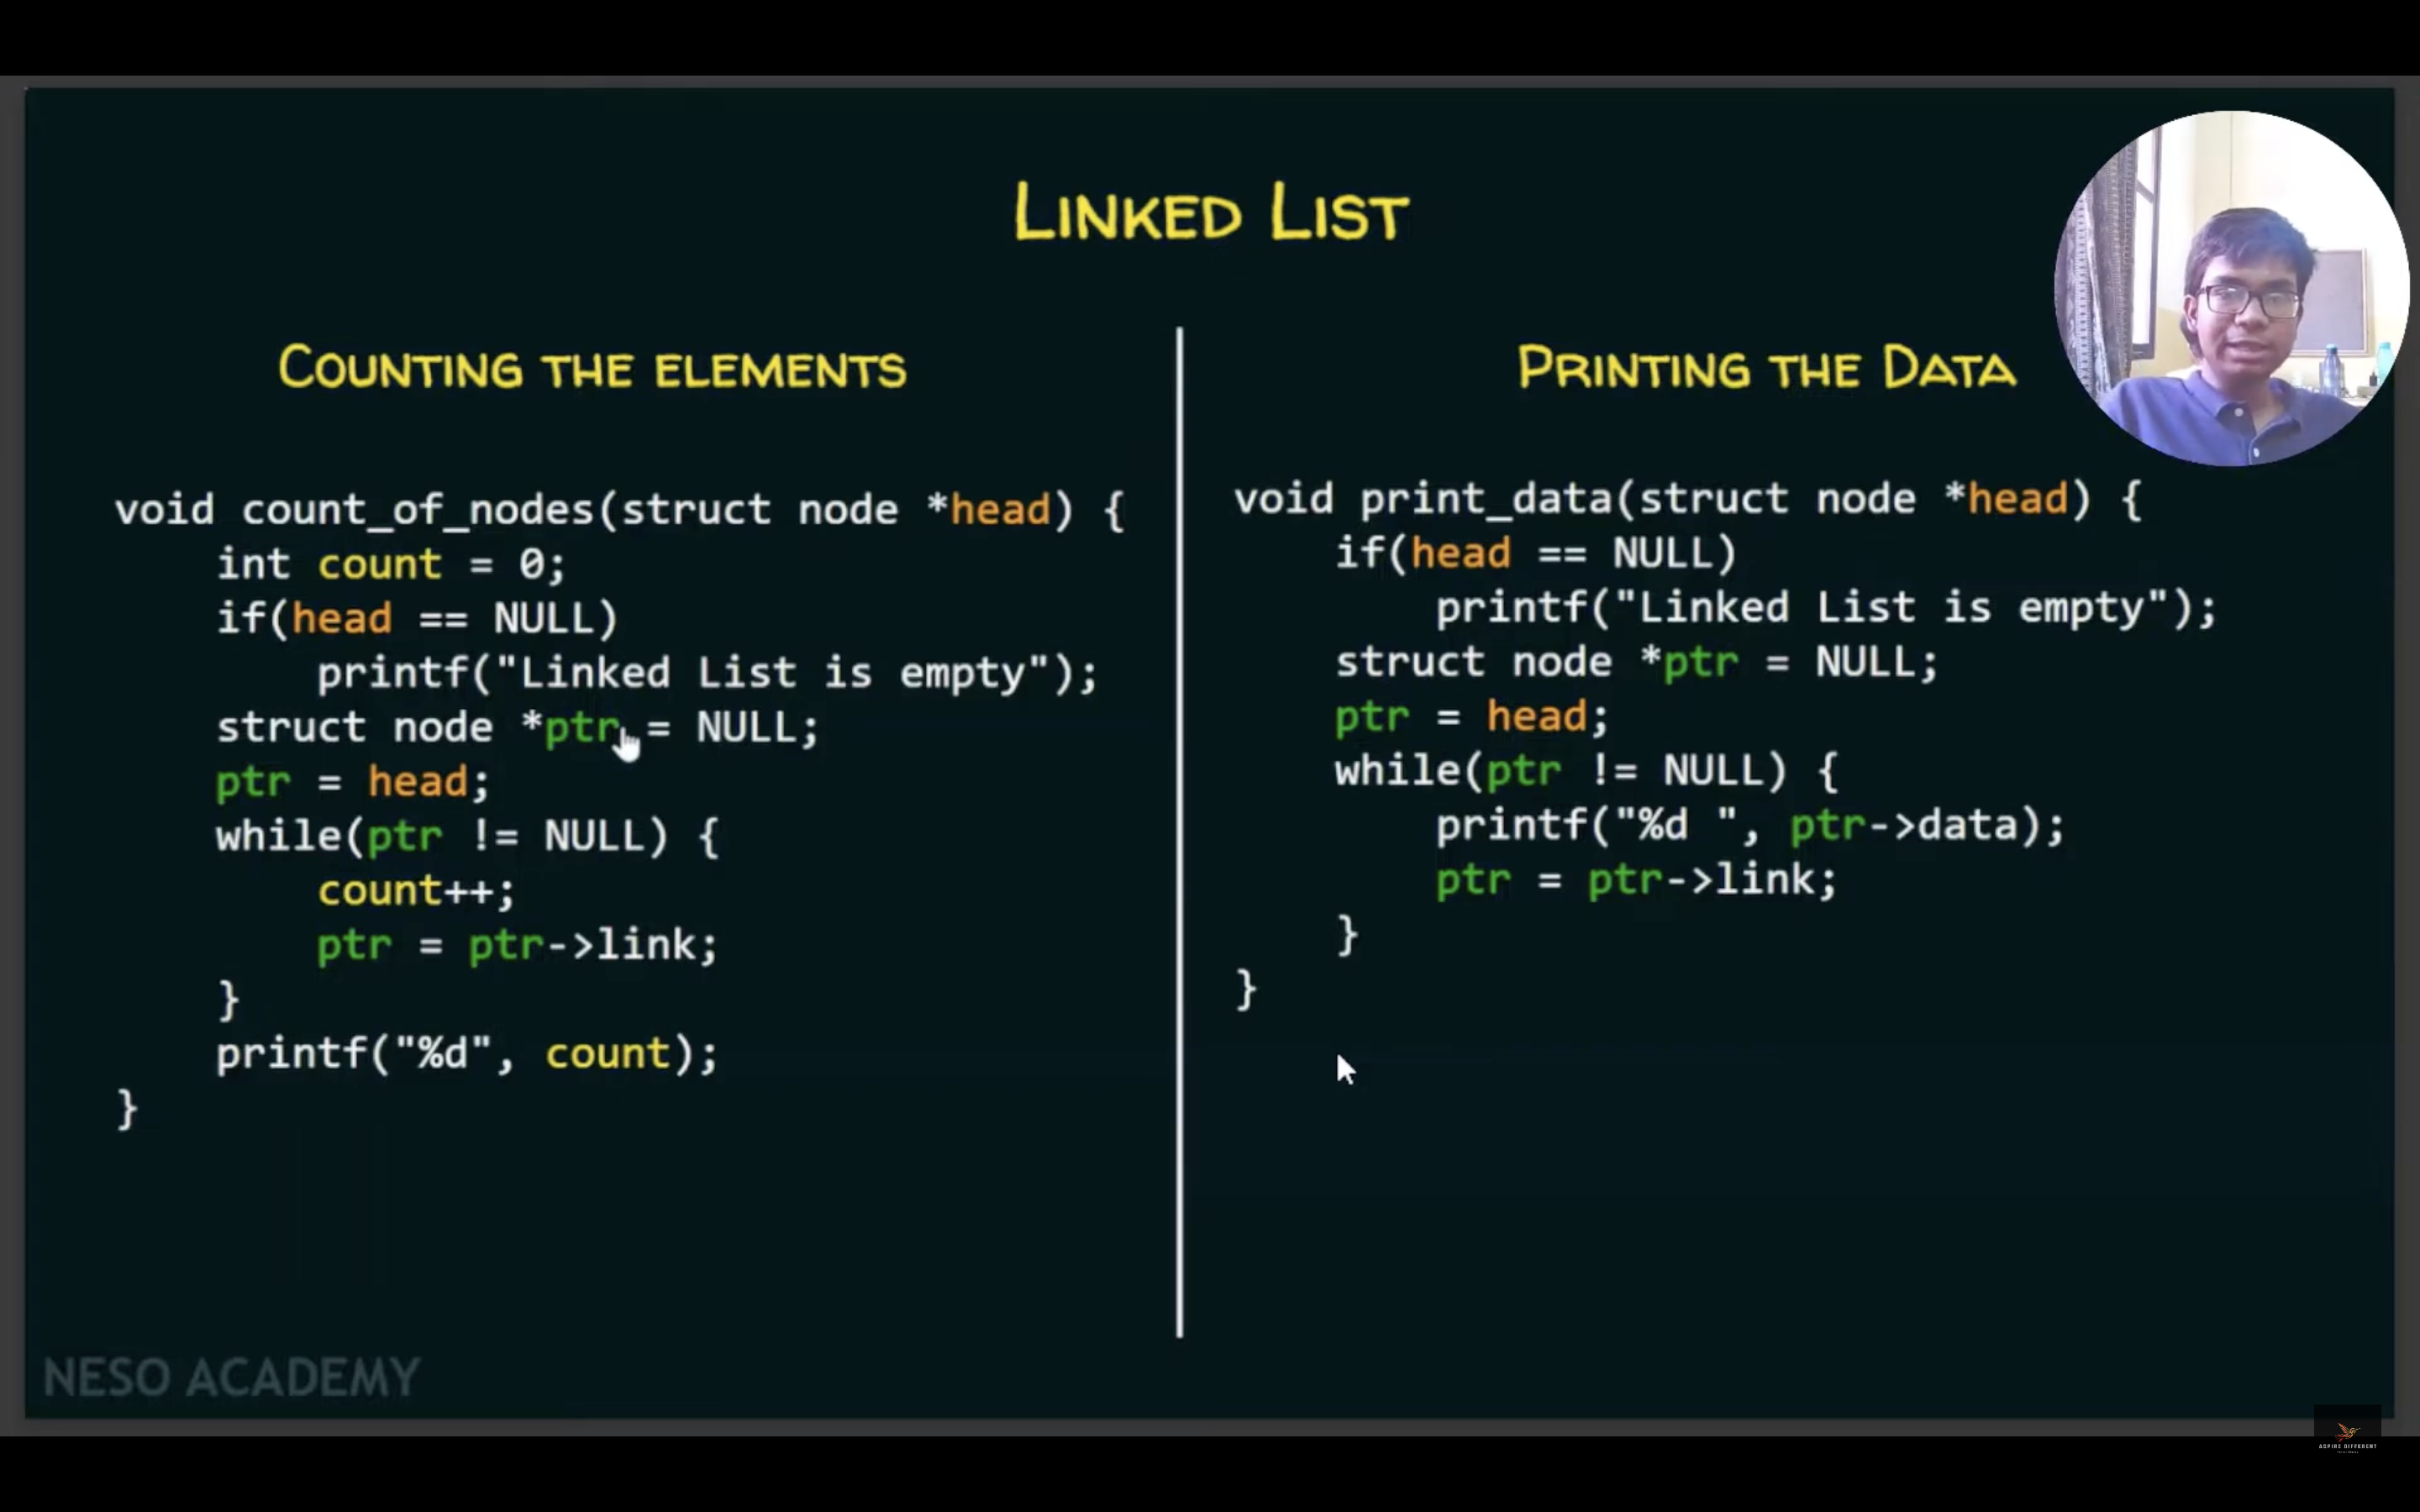 LINKED LIST
COUNTING THE ELEMENTS
void count_of_nodes(struct node *head) {
    int count = 0;
    if(head == NULL)
        printf("Linked List is empty");
    struct node *ptr = NULL;
    ptr = head;
    while(ptr != NULL) {
        count++;
        ptr = ptr->link;
    }
    printf("%d", count);
}
PRINTING THE DATA
void print_data(struct node *head) {
    if(head == NULL)
        printf("Linked List is empty");
    struct node *ptr = NULL;
    ptr = head;
    while(ptr != NULL) {
        printf("%d ", ptr->data);
        ptr = ptr->link;
    }
}
NESO ACADEMY
ASPIRE DIFFERENT